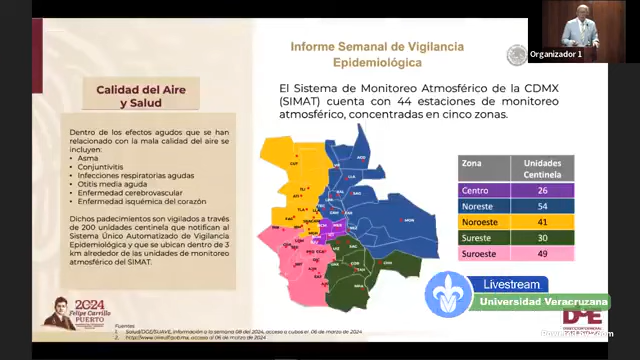 Informe Semanal de Vigilancia
Epidemiológica
Organizador 1
Calidad del Aire
y Salud
El Sistema de Monitoreo Atmosférico de la CDMX
(SIMAT) cuenta con 44 estaciones de monitoreo
atmosférico, concentradas en cinco zonas.
Dentro de los efectos agudos que se han
relacionado con la mala calidad del aire se
incluyen:
• Asma
• Conjuntivitis
• Infecciones respiratorias agudas
• Otitis media aguda
• Enfermedad cerebrovascular
• Enfermedad isquémica del corazón
Dichos padecimientos son vigilados a través
de 200 unidades centinela que notifican al
Sistema Único Automatizado de Vigilancia
Epidemiológica y que se ubican dentro de 3
km alrededor de las unidades de monitoreo
atmosférico del SIMAT.
Zona Unidades
Centinela
Centro 26
Noreste 54
Noroeste 41
Sureste 30
Suroeste 49
Livestream
Universidad Veracruzana
2024
Felipe Carrillo
PUERTO
Fuentes